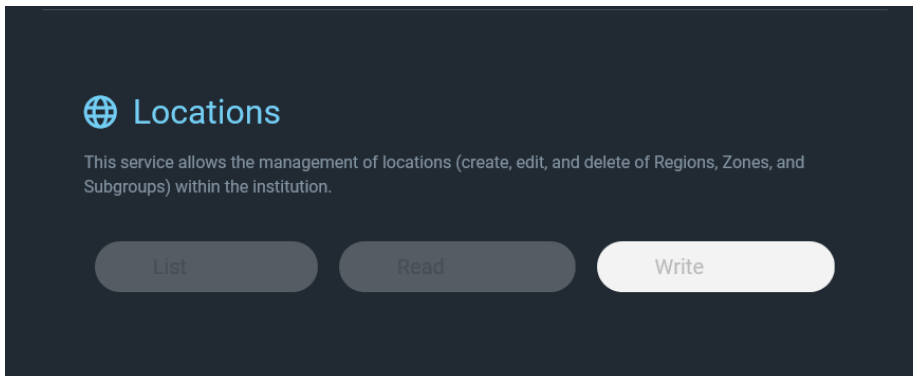 Locations
This service allows the management of locations (create, edit, and delete of Regions, Zones, and
Subgroups) within the institution.
List Read Write